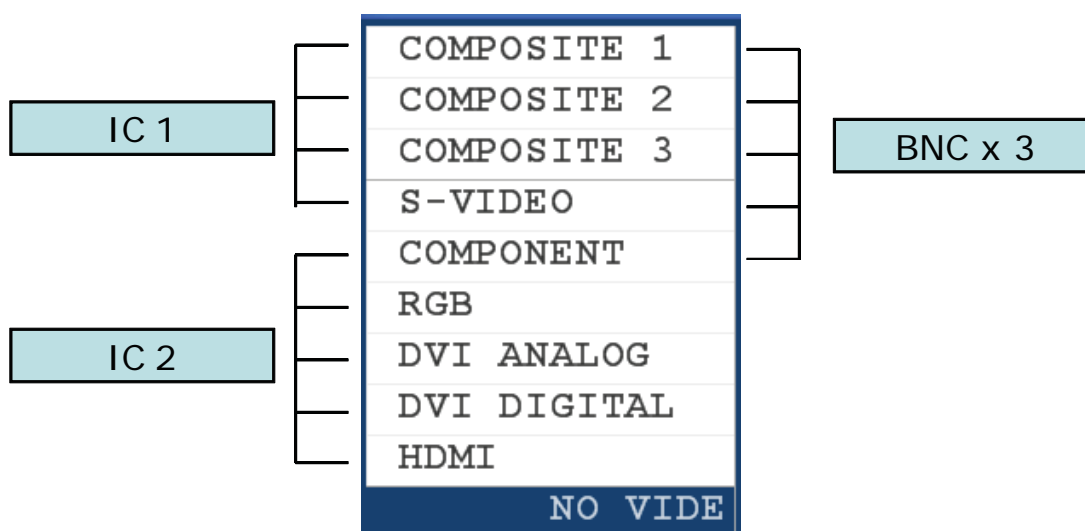 COMPOSITE 1
COMPOSITE 2
COMPOSITE 3
S-VIDEO
COMPONENT
RGB
DVI ANALOG
DVI DIGITAL
HDMI
NO VIDE
IC 1
IC 2
BNC x 3